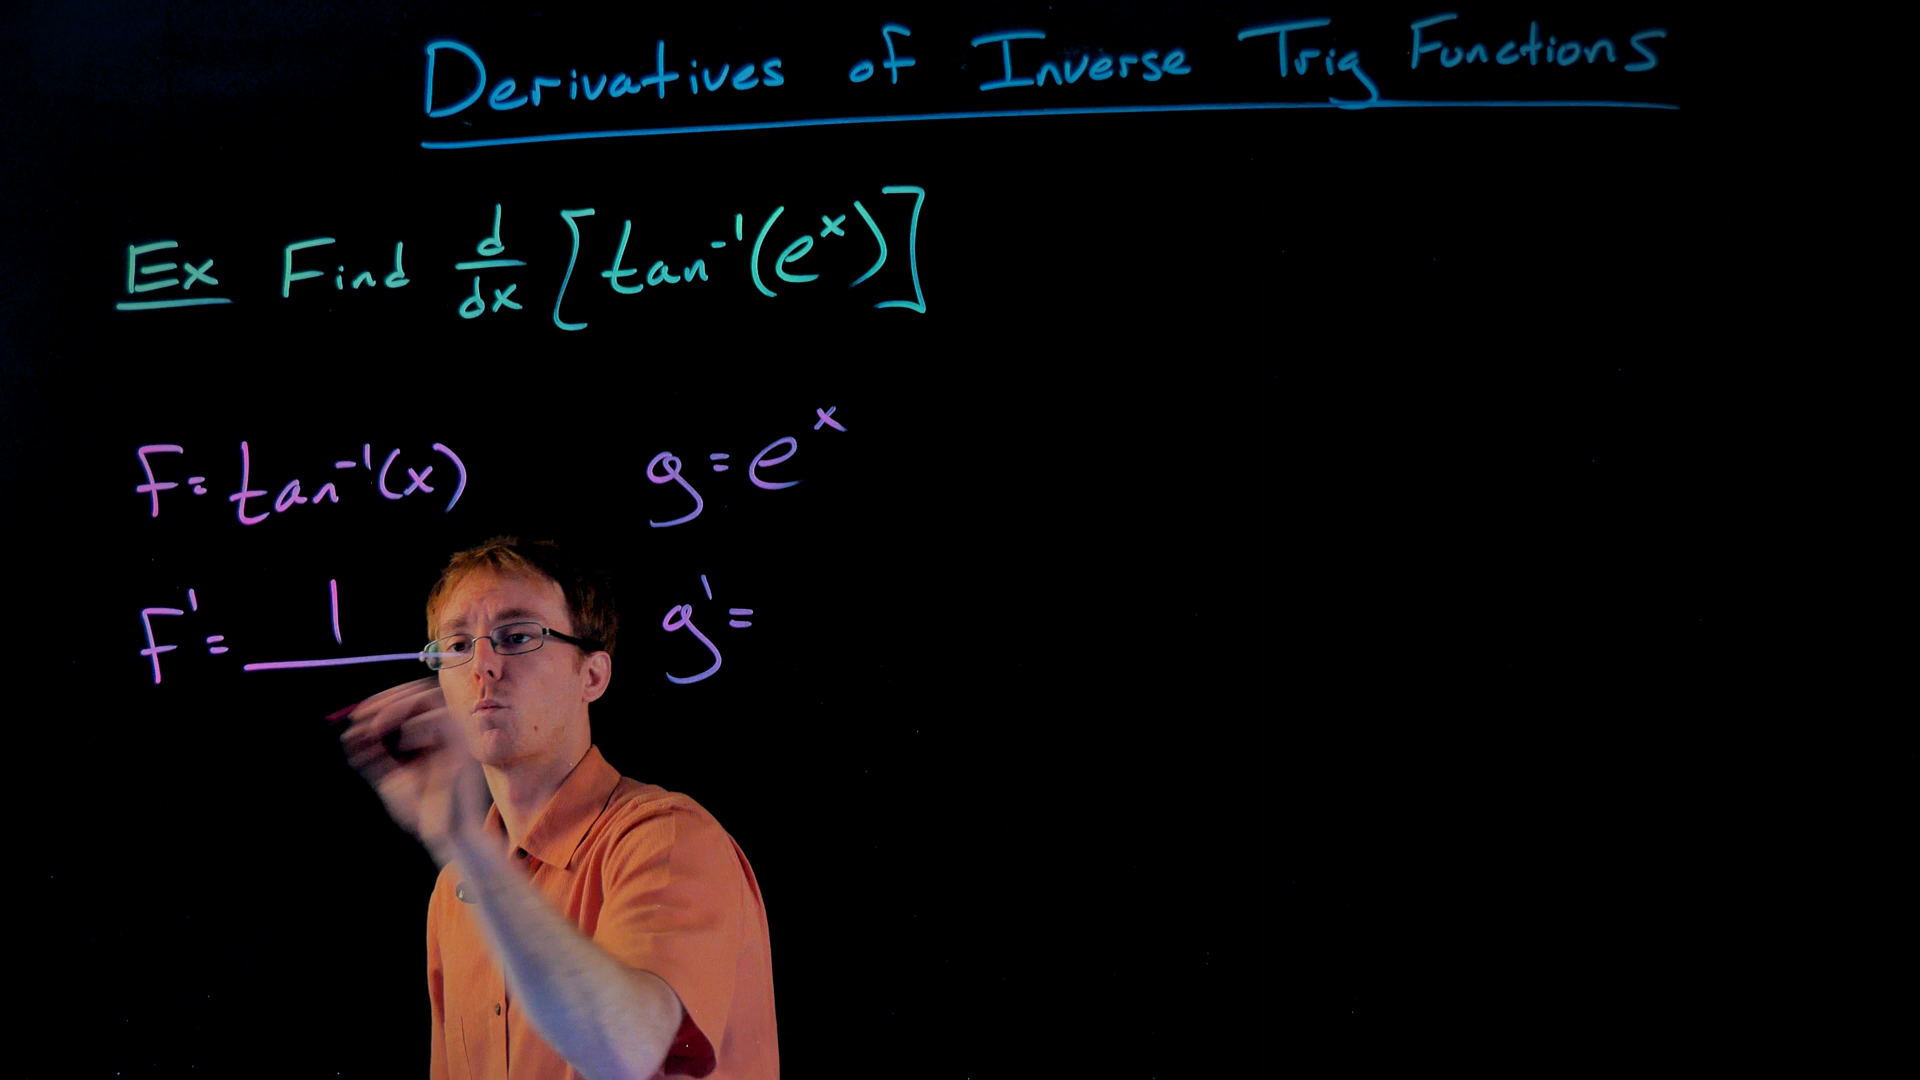 Derivatives of Inverse Trig Functions
Ex Find d/dx [tan⁻¹(eˣ)]
F = tan⁻¹(x) g = eˣ
F' = 1/ g' =